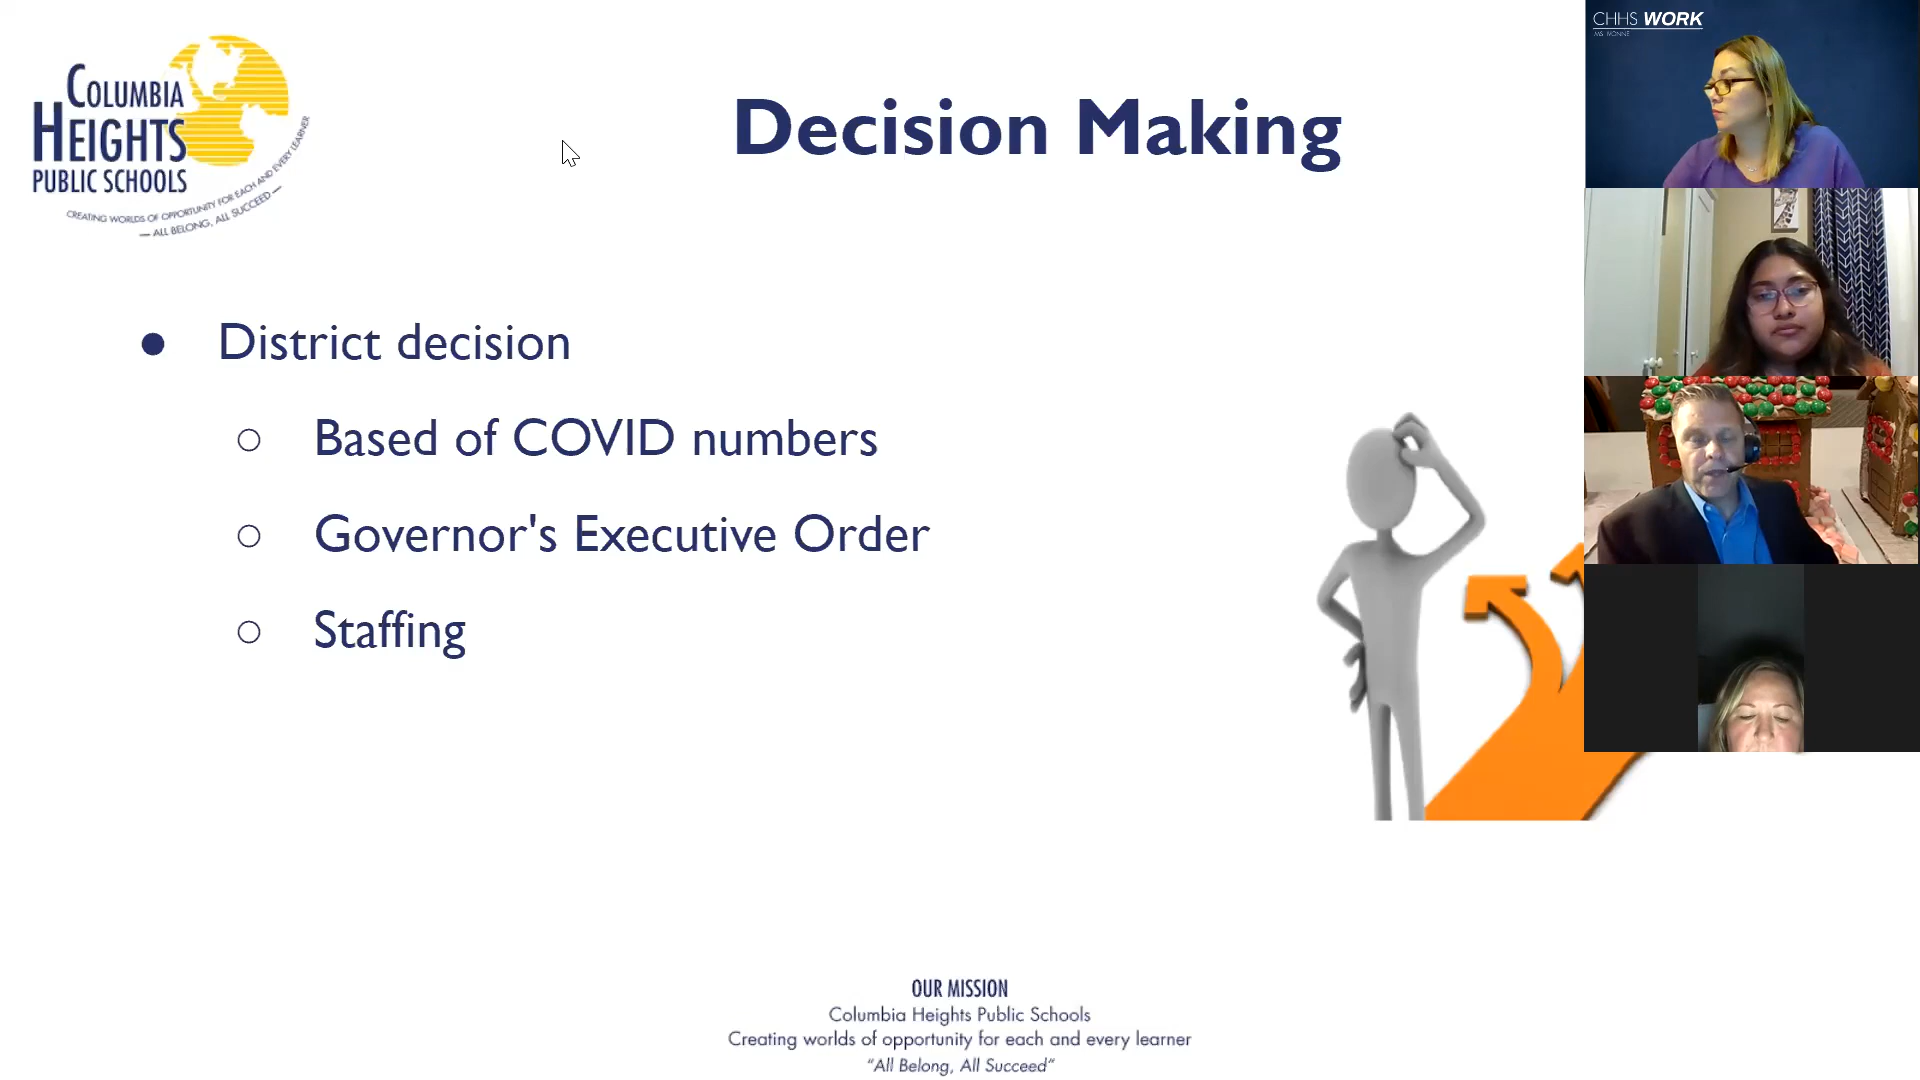 COLUMBIA
HEIGHTS
PUBLIC SCHOOLS
CREATING WORLDS OF OPPORTUNITY FOR EACH AND EVERY LEARNER
— ALL BELONG, ALL SUCCEED —
Decision Making
CHHS WORK
MS. MONNE
● District decision
○ Based of COVID numbers
○ Governor's Executive Order
○ Staffing
OUR MISSION
Columbia Heights Public Schools
Creating worlds of opportunity for each and every learner
“All Belong, All Succeed”